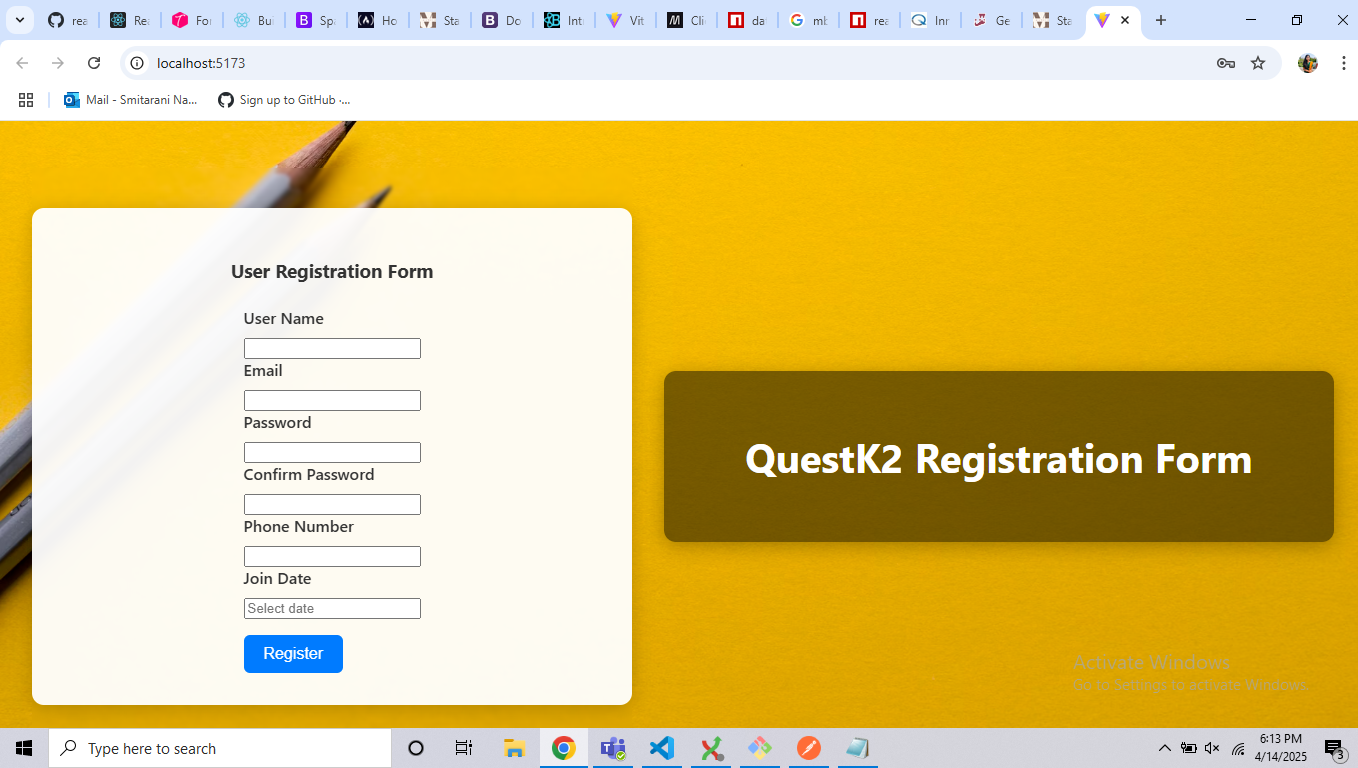 rea
Rea
For
Bui
Spa
Ho
Sta
Do
Intr
Vit
Clic
da
mb
rea
Inr
Ge
Sta
localhost:5173
Mail - Smitarani Na...
Sign up to GitHub ·...
User Registration Form
User Name
Email
Password
Confirm Password
Phone Number
Join Date
Select date
Register
QuestK2 Registration Form
Activate Windows
Go to Settings to activate Windows.
Type here to search
6:13 PM
4/14/2025
3